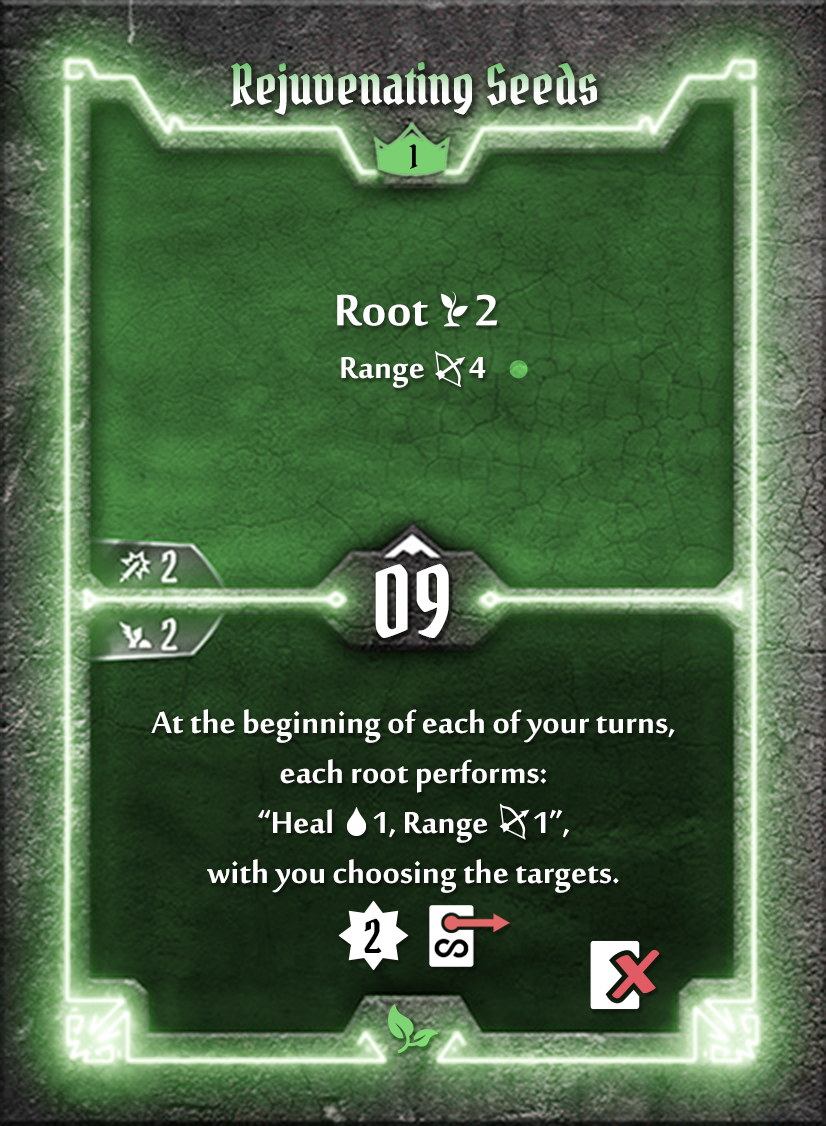 Rejuvenating Seeds
1
Root 2
Range 4
2
09
2
At the beginning of each of your turns,
each root performs:
“Heal 1, Range 1”,
with you choosing the targets.
2